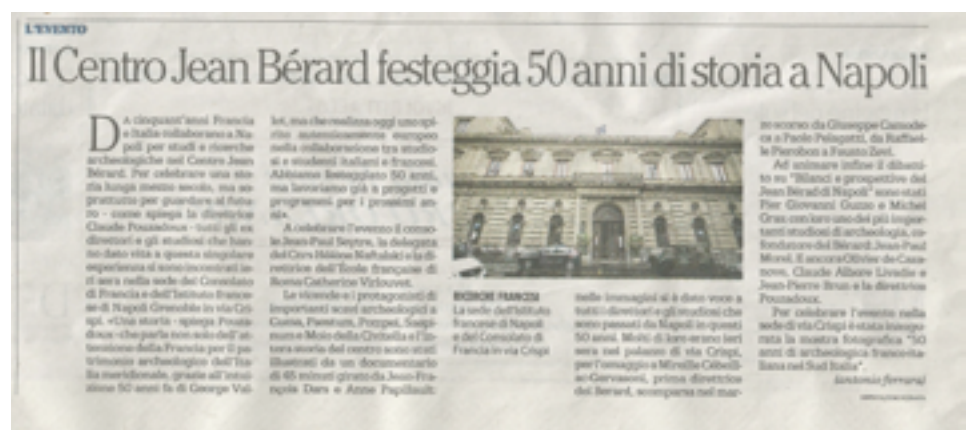 L'EVENTO
Il Centro Jean Bérard festeggia 50 anni di storia a Napoli
DA cinquant'anni Francia
e Italia collaborano a Na-
poli per studi e ricerche
archeologiche nel Centro Jean
Bérard. Per celebrare una sto-
ria lunga mezzo secolo, ma so-
prattutto per guardare al futu-
ro - come spiega la direttrice
Claude Pouzadoux - tutti gli ex
direttori e gli studiosi che han-
no dato vita a questa singolare
esperienza si sono incontrati ie-
ri sera nella sede del Consolato
di Francia e dell'Istituto france-
se di Napoli Grenoble in via Cri-
spi. «Una storia - spiega Pouza-
doux - che parla non solo dell'at-
tenzione della Francia per il pa-
trimonio archeologico dell'Ita-
lia meridionale, grazie all'intui-
zione 50 anni fa di George Val-
let, ma che realizza oggi uno spi-
rito autenticamente europeo
nella collaborazione tra studio-
si e studenti italiani e francesi.
Abbiamo festeggiato 50 anni,
ma lavoriamo già a progetti e
programmi per i prossimi an-
ni».
A celebrare l'evento il conso-
le Jean-Paul Seytre, la delegata
del Cnrs Hélène Naftalski e la di-
rettrice dell'École française di
Roma Catherine Virlouvet.
Le vicende e i protagonisti di
importanti scavi archeologici a
Cuma, Paestum, Pompei, Saepi-
num e Moio della Civitella e l'in-
tera storia del centro sono stati
illustrati da un documentario
di 45 minuti girato da Jean-Fra-
nçois Dars e Anne Papillault:
RICERCHE FRANCESI
La sede dell'Istituto
francese di Napoli
e del Consolato di
Francia in via Crispi
nelle immagini si è dato voce a
tutti i direttori e gli studiosi che
sono passati da Napoli in questi
50 anni. Molti di loro erano ieri
sera nel palazzo di via Crispi,
per l'omaggio a Mireille Cébeil-
lac-Gervasoni, prima direttrice
del Berard, scomparsa nel mar-
zo scorso: da Giuseppe Camode-
ca a Paolo Pelagatti, da Raffael-
le Pierobon a Fausto Zevi.
Ad animare infine il dibatti-
to su "Bilanci e prospettive del
Jean Bérad di Napoli" sono stati
Pier Giovanni Guzzo e Michel
Gras con loro uno dei più impor-
tanti studiosi di archeologia, co-
fondatore del Bérard Jean-Paul
Morel. E ancora Olivier de Caza-
nove, Claude Albore Livadie e
Jean-Pierre Brun e la direttrice
Pouzadoux.
Per celebrare l'evento nella
sede di via Crispi è stata inaugu-
rata la mostra fotografica "50
anni di archeologica franco-ita-
liana nel Sud Italia".
(antonio ferrara)